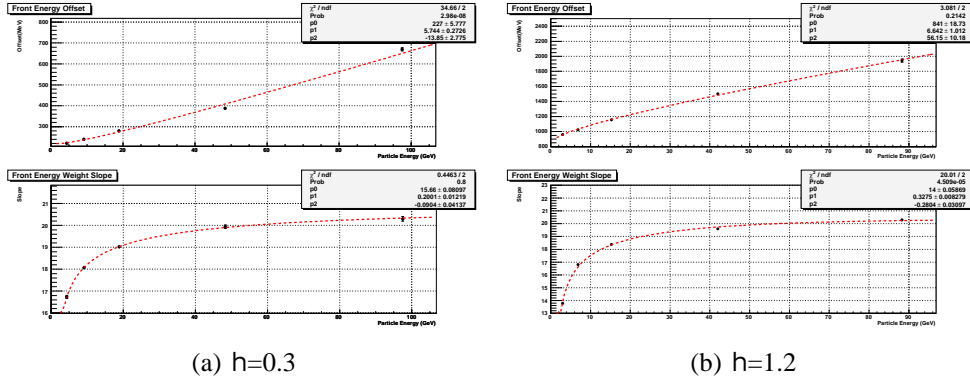 Front Energy Offset
χ² / ndf 34.66 / 2
Prob 2.98e-08
p0 227 ± 5.777
p1 5.744 ± 0.2726
p2 -13.85 ± 2.775
Offset(MeV)
800
700
600
500
400
300
0 20 40 60 80 100
Particle Energy (GeV)
Front Energy Weight Slope
χ² / ndf 0.4463 / 2
Prob 0.8
p0 15.66 ± 0.08097
p1 0.2001 ± 0.01219
p2 -0.0904 ± 0.04137
Slope
21
20
19
18
17
16
0 20 40 60 80 100
Particle Energy (GeV)
(a) h=0.3
Front Energy Offset
χ² / ndf 3.081 / 2
Prob 0.2142
p0 841 ± 18.73
p1 6.642 ± 1.012
p2 56.15 ± 10.18
Offset(MeV)
2400
2200
2000
1800
1600
1400
1200
1000
800
0 10 20 30 40 50 60 70 80 90
Particle Energy (GeV)
Front Energy Weight Slope
χ² / ndf 20.01 / 2
Prob 4.509e-05
p0 14 ± 0.05869
p1 0.3275 ± 0.008279
p2 -0.2804 ± 0.03097
Slope
23
22
21
20
19
18
17
16
15
14
13
0 10 20 30 40 50 60 70 80 90
Particle Energy (GeV)
(b) h=1.2